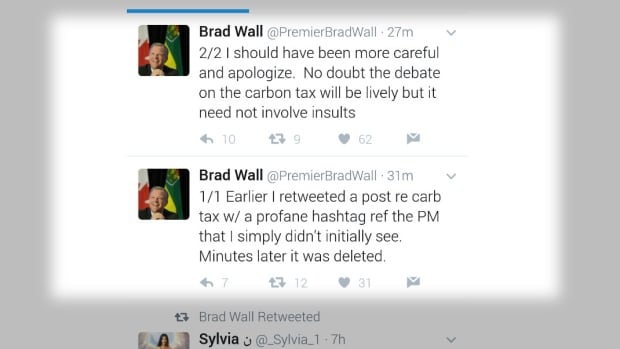 Brad Wall @PremierBradWall · 27m
2/2 I should have been more careful
and apologize.  No doubt the debate
on the carbon tax will be lively but it
need not involve insults
10 9 62
Brad Wall @PremierBradWall · 31m
1/1 Earlier I retweeted a post re carb
tax w/ a profane hashtag ref the PM
that I simply didn't initially see.
Minutes later it was deleted.
7 12 31
Brad Wall Retweeted
Sylvia ن @_Sylvia_1 · 7h